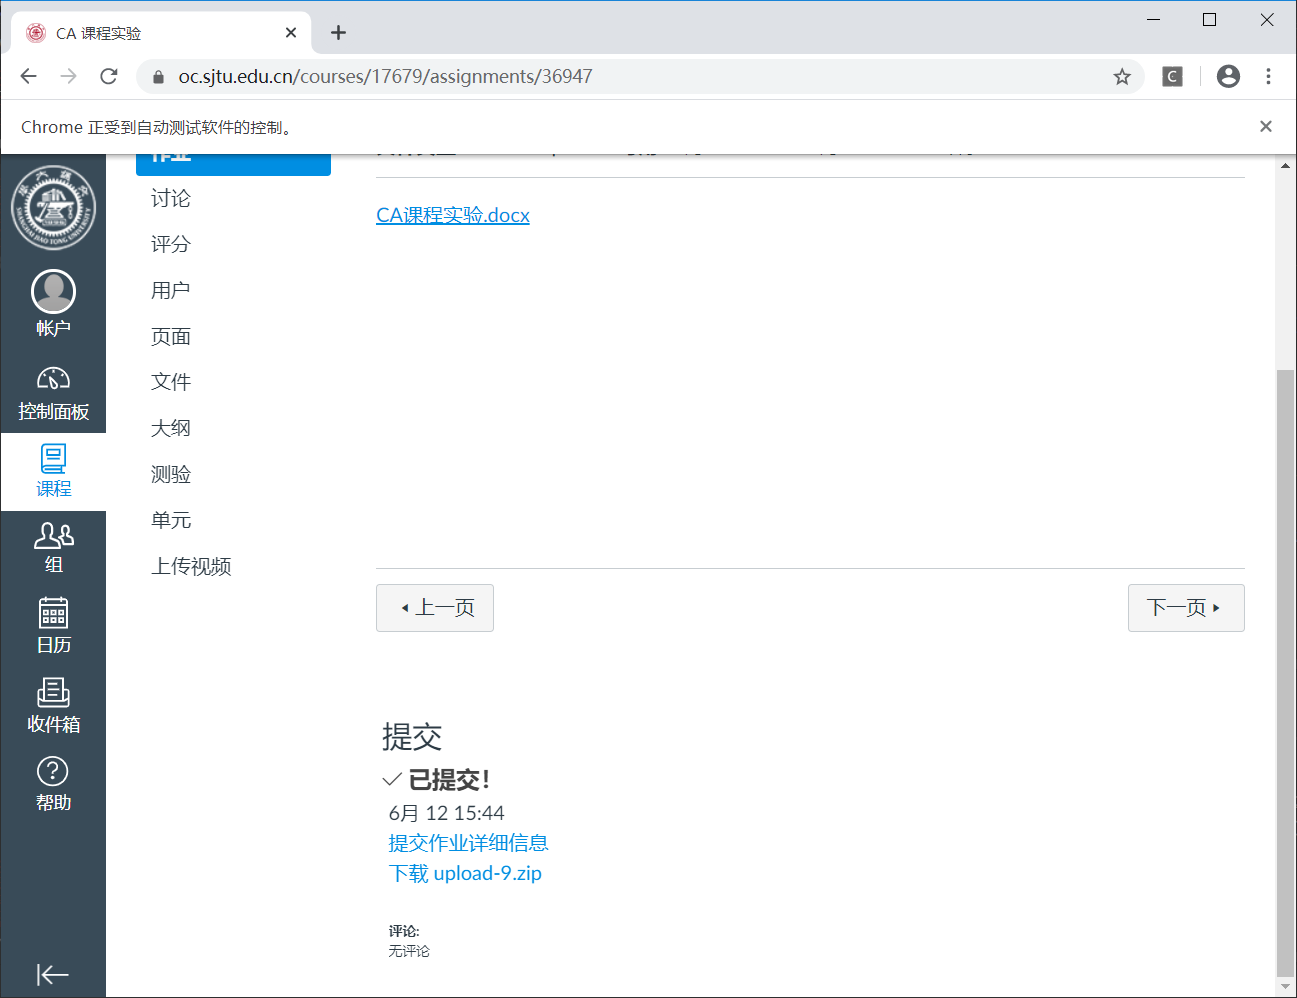 CA 课程实验
oc.sjtu.edu.cn/courses/17679/assignments/36947
C
Chrome 正受到自动测试软件的控制。
作业
讨论
评分
用户
页面
文件
大纲
测验
单元
上传视频
帐户
控制面板
课程
组
日历
收件箱
帮助
CA课程实验.docx
上一页
下一页
提交
已提交!
6月 12 15:44
提交作业详细信息
下载 upload-9.zip
评论:
无评论